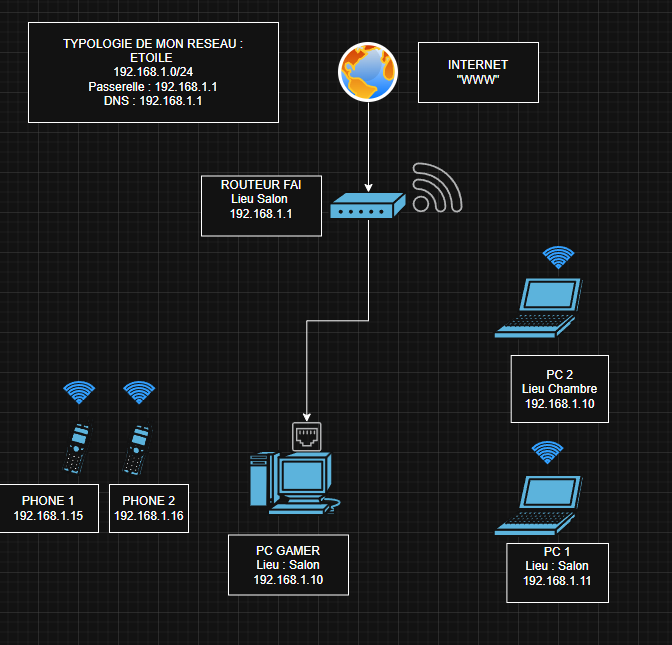 TYPOLOGIE DE MON RESEAU :
ETOILE
192.168.1.0/24
Passerelle : 192.168.1.1
DNS : 192.168.1.1
INTERNET
"WWW"
ROUTEUR FAI
Lieu Salon
192.168.1.1
PC 2
Lieu Chambre
192.168.1.10
PHONE 1
192.168.1.15
PHONE 2
192.168.1.16
PC GAMER
Lieu : Salon
192.168.1.10
PC 1
Lieu : Salon
192.168.1.11